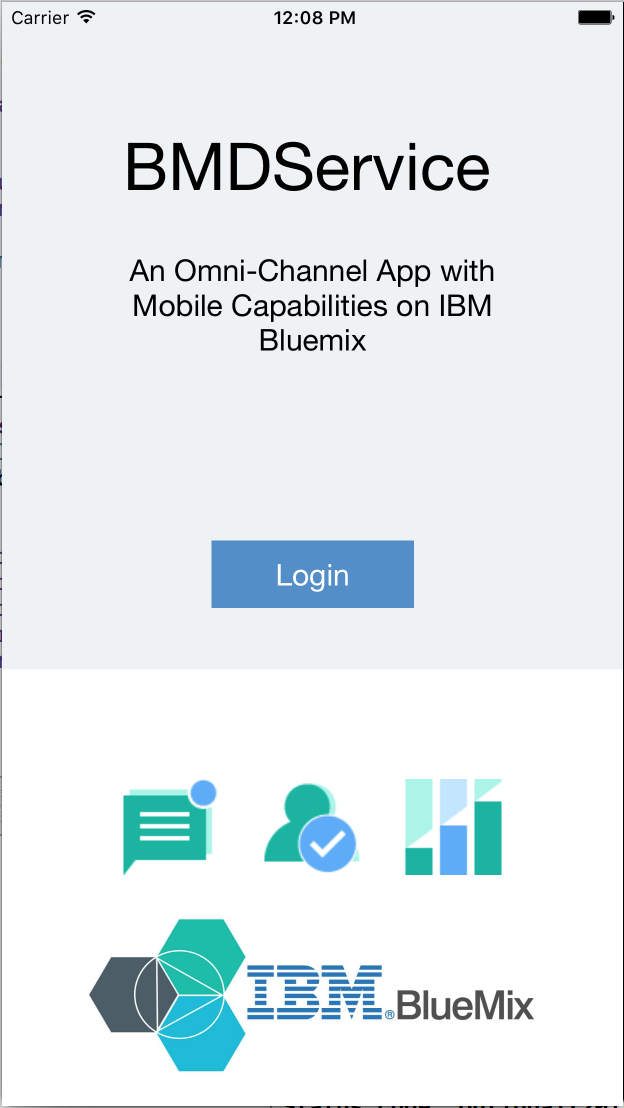 Carrier 12:08 PM
BMDService
An Omni-Channel App with
Mobile Capabilities on IBM
Bluemix
Login
IBM® BlueMix